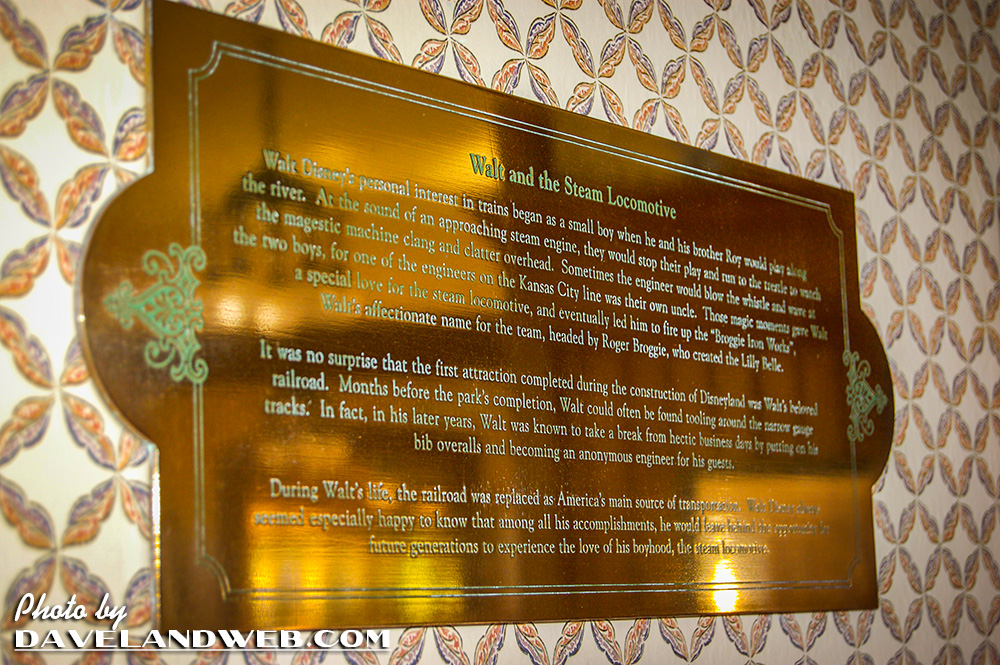 Walt and the Steam Locomotive
Walt Disney's personal interest in trains began as a small boy when he and his brother Roy would play along
the river. At the sound of an approaching steam engine, they would stop their play and run to the trestle to watch
the magestic machine clang and clatter overhead. Sometimes the engineer would blow the whistle and wave at
the two boys, for one of the engineers on the Kansas City line was their own uncle. Those magic moments gave Walt
a special love for the steam locomotive, and eventually led him to fire up the "Broggie Iron Works",
Walt's affectionate name for the team, headed by Roger Broggie, who created the Lilly Belle.
It was no surprise that the first attraction completed during the construction of Disneyland was Walt's beloved
railroad. Months before the park's completion, Walt could often be found tooling around the narrow gauge
tracks. In fact, in his later years, Walt was known to take a break from hectic business days by putting on his
bib overalls and becoming an anonymous engineer for his guests.
During Walt's life, the railroad was replaced as America's main source of transportation. Walt Disney always
seemed especially happy to know that among all his accomplishments, he would leave behind the opportunity for
future generations to experience the love of his boyhood, the steam locomotive.
Photo by
DAVELANDWEB.COM